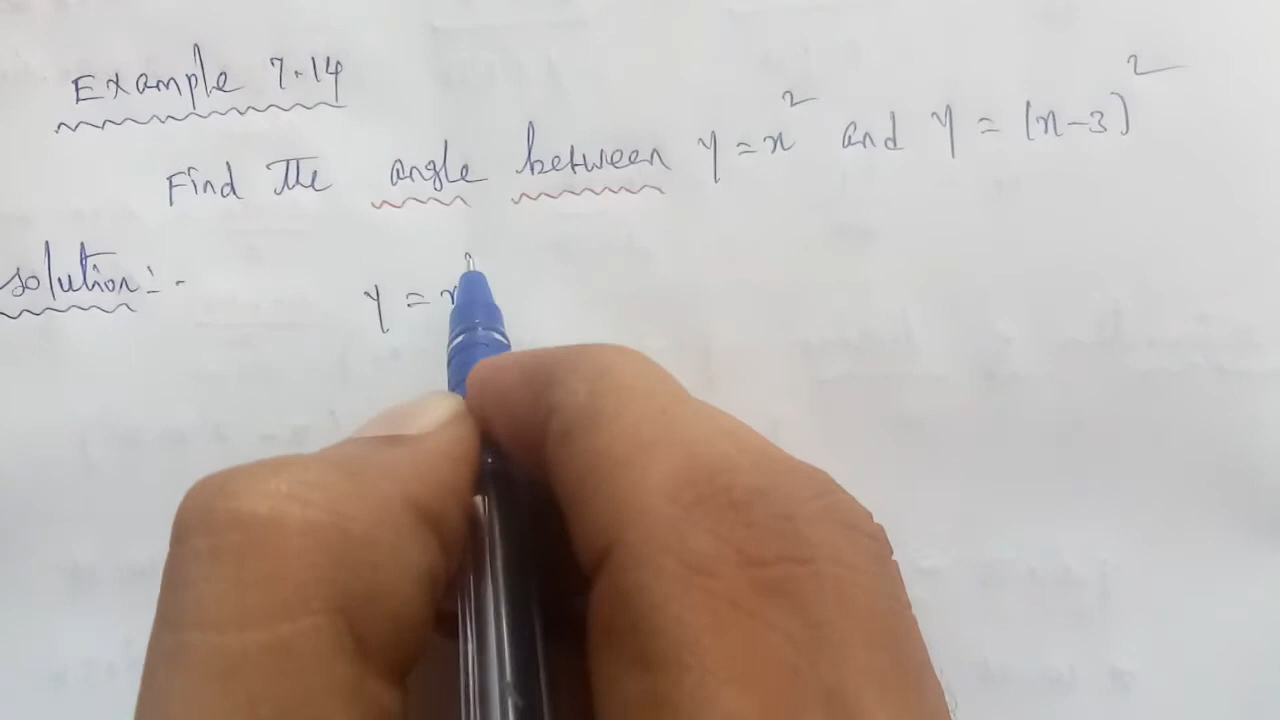 Example 7.14
Find the angle between y = x² and y = (x-3)²
solution:-
y = x